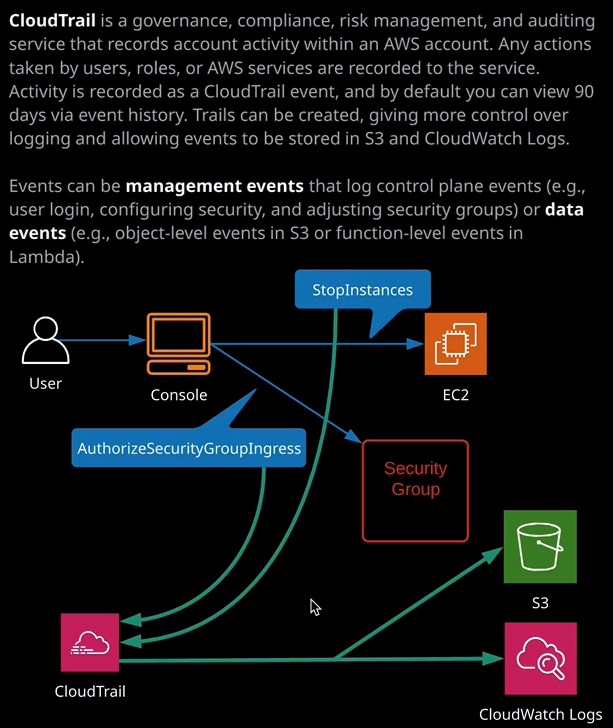 CloudTrail is a governance, compliance, risk management, and auditing
service that records account activity within an AWS account. Any actions
taken by users, roles, or AWS services are recorded to the service.
Activity is recorded as a CloudTrail event, and by default you can view 90
days via event history. Trails can be created, giving more control over
logging and allowing events to be stored in S3 and CloudWatch Logs.
Events can be management events that log control plane events (e.g.,
user login, configuring security, and adjusting security groups) or data
events (e.g., object-level events in S3 or function-level events in
Lambda).
StopInstances
User
Console
EC2
AuthorizeSecurityGroupIngress
Security
Group
S3
CloudTrail
CloudWatch Logs